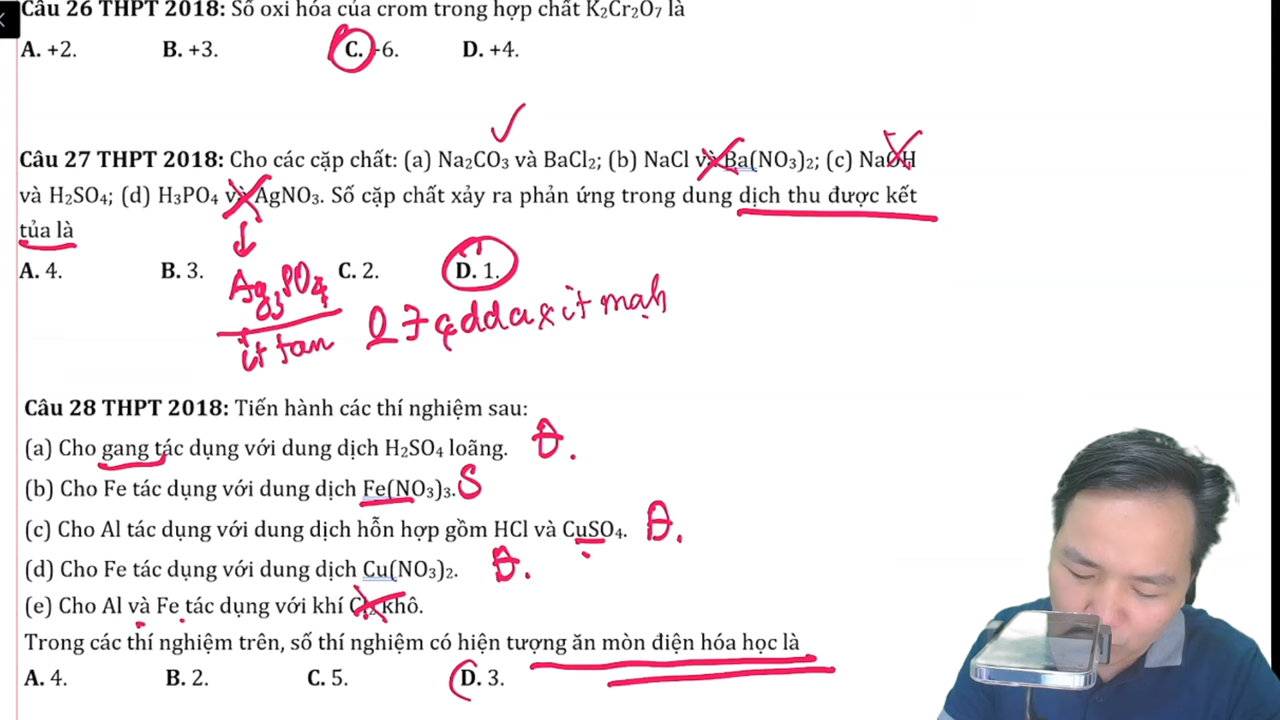 Câu 26 THPT 2018: Số oxi hóa của crom trong hợp chất K₂Cr₂O₇ là
A. +2. B. +3. C. +6. D. +4.
Câu 27 THPT 2018: Cho các cặp chất: (a) Na₂CO₃ và BaCl₂; (b) NaCl và Ba(NO₃)₂; (c) NaOH
và H₂SO₄; (d) H₃PO₄ và AgNO₃. Số cặp chất xảy ra phản ứng trong dung dịch thu được kết
tủa là
A. 4. B. 3. C. 2. D. 1.
Ag₃PO₄
ít tan
Câu 28 THPT 2018: Tiến hành các thí nghiệm sau:
(a) Cho gang tác dụng với dung dịch H₂SO₄ loãng. Đ.
(b) Cho Fe tác dụng với dung dịch Fe(NO₃)₃. S
(c) Cho Al tác dụng với dung dịch hỗn hợp gồm HCl và CuSO₄. Đ.
(d) Cho Fe tác dụng với dung dịch Cu(NO₃)₂. Đ.
(e) Cho Al và Fe tác dụng với khí Cl₂ khô.
Trong các thí nghiệm trên, số thí nghiệm có hiện tượng ăn mòn điện hóa học là
A. 4. B. 2. C. 5. D. 3.